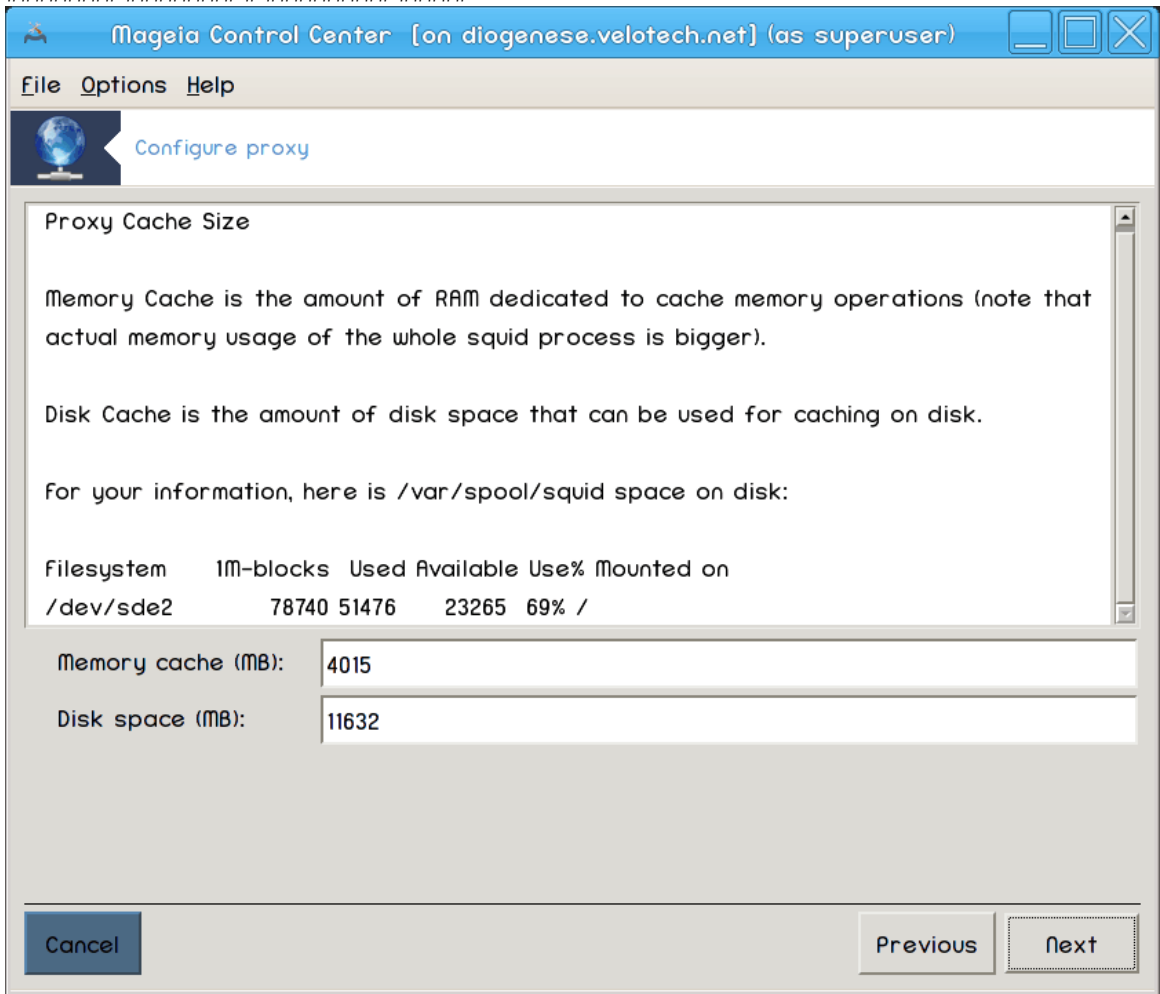 Mageia Control Center [on diogenese.velotech.net] (as superuser)
File Options Help
Configure proxy
Proxy Cache Size
Memory Cache is the amount of RAM dedicated to cache memory operations (note that
actual memory usage of the whole squid process is bigger).
Disk Cache is the amount of disk space that can be used for caching on disk.
For your information, here is /var/spool/squid space on disk:
Filesystem 1M-blocks Used Available Use% Mounted on
/dev/sde2 78740 51476 23265 69% /
Memory cache (MB): 4015
Disk space (MB): 11632
Cancel Previous Next